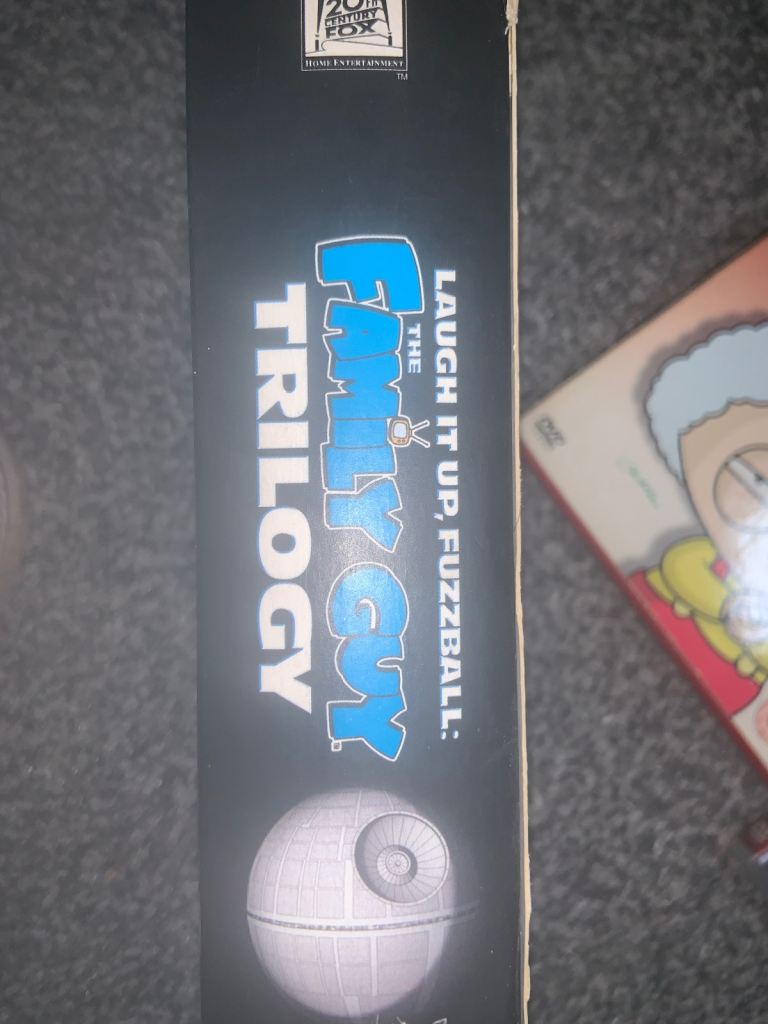 20TH
CENTURY
FOX
HOME ENTERTAINMENT
TM
LAUGH IT UP, FUZZBALL:
THE
FAMILY GUY
TRILOGY
DVD